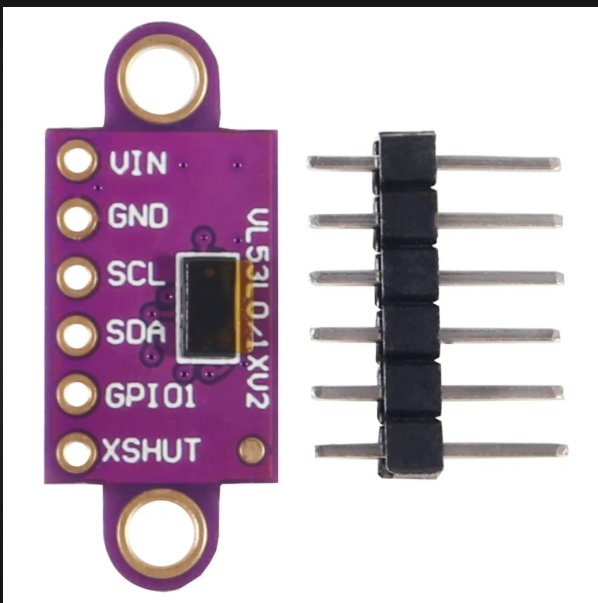 VIN
GND
SCL
SDA
GPIO1
XSHUT
VL53L0/1XV2